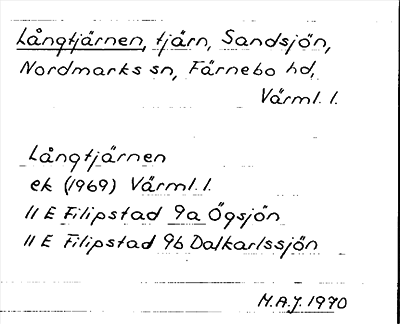 Långtjärnen, tjärn, Sandsjön,
Nordmarks sn, Färnebo hd,
Värml. l.
Långtjärnen
ek (1969) Värml. l.
11 E Filipstad 9a Ögsjön
11 E Filipstad 9b Dalkarlssjön
M.A.J. 1970